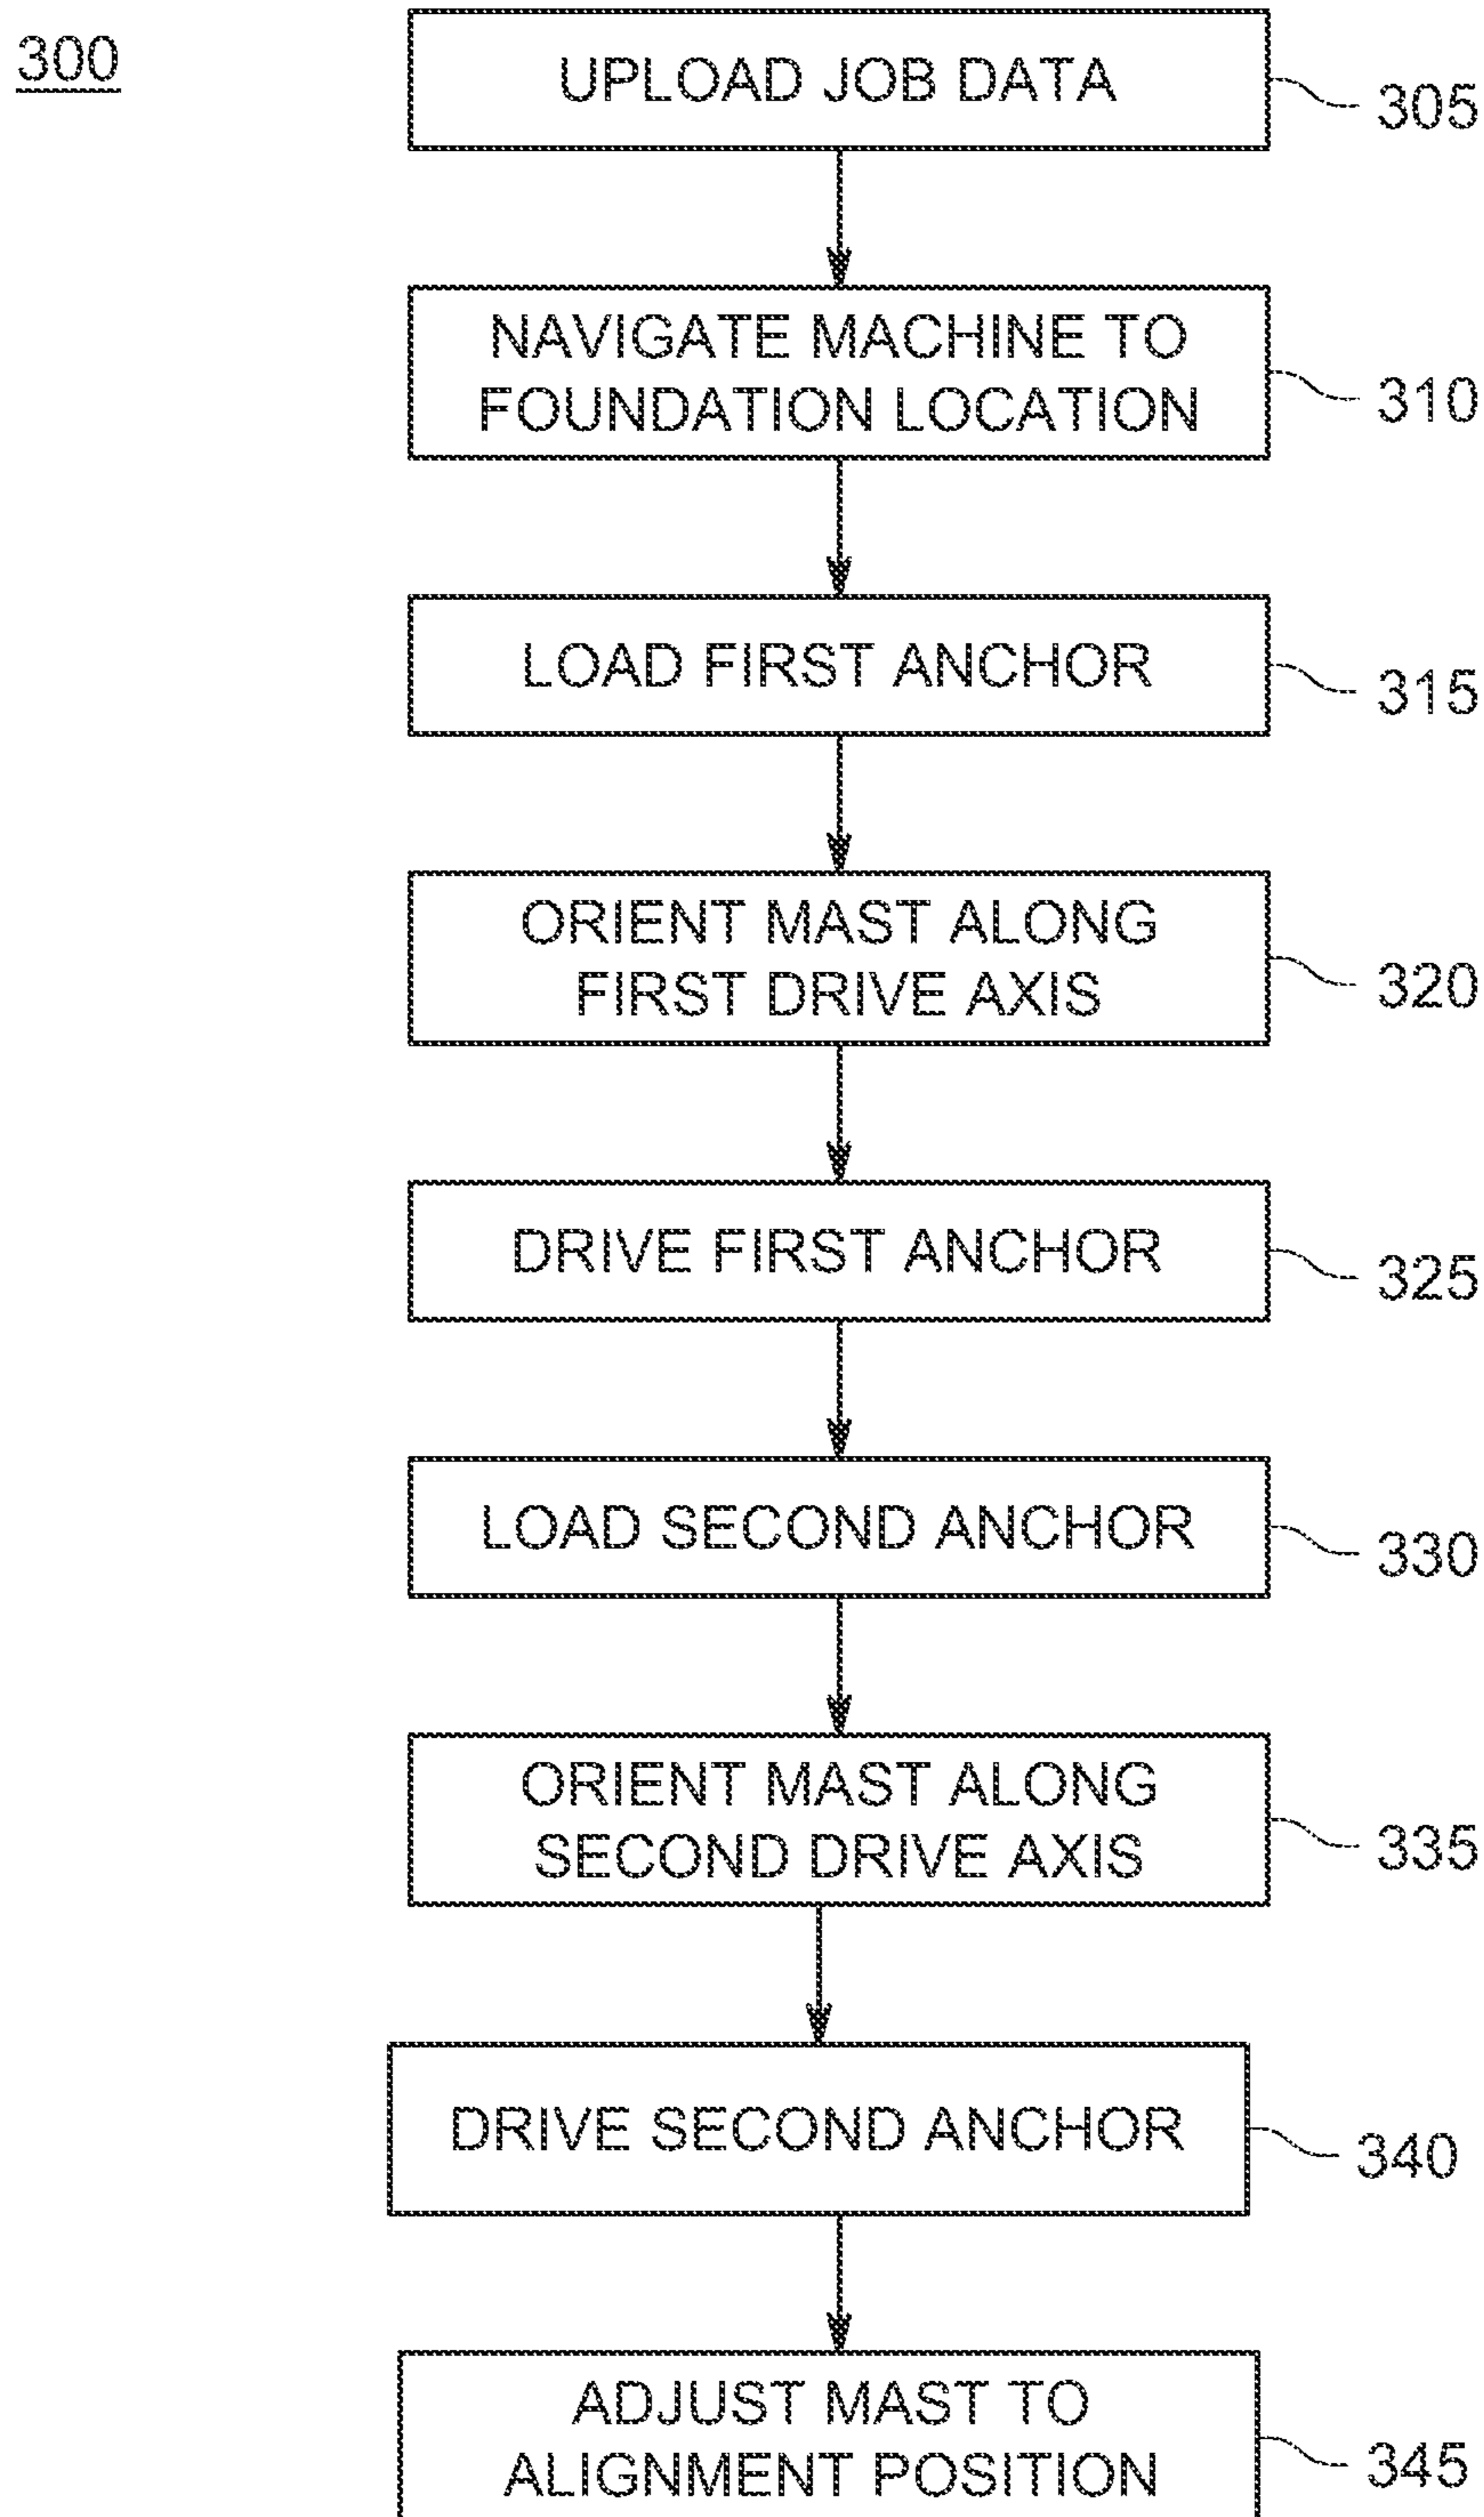 300
UPLOAD JOB DATA
305
NAVIGATE MACHINE TO
FOUNDATION LOCATION
310
LOAD FIRST ANCHOR
315
ORIENT MAST ALONG
FIRST DRIVE AXIS
320
DRIVE FIRST ANCHOR
325
LOAD SECOND ANCHOR
330
ORIENT MAST ALONG
SECOND DRIVE AXIS
335
DRIVE SECOND ANCHOR
340
ADJUST MAST TO
ALIGNMENT POSITION
345